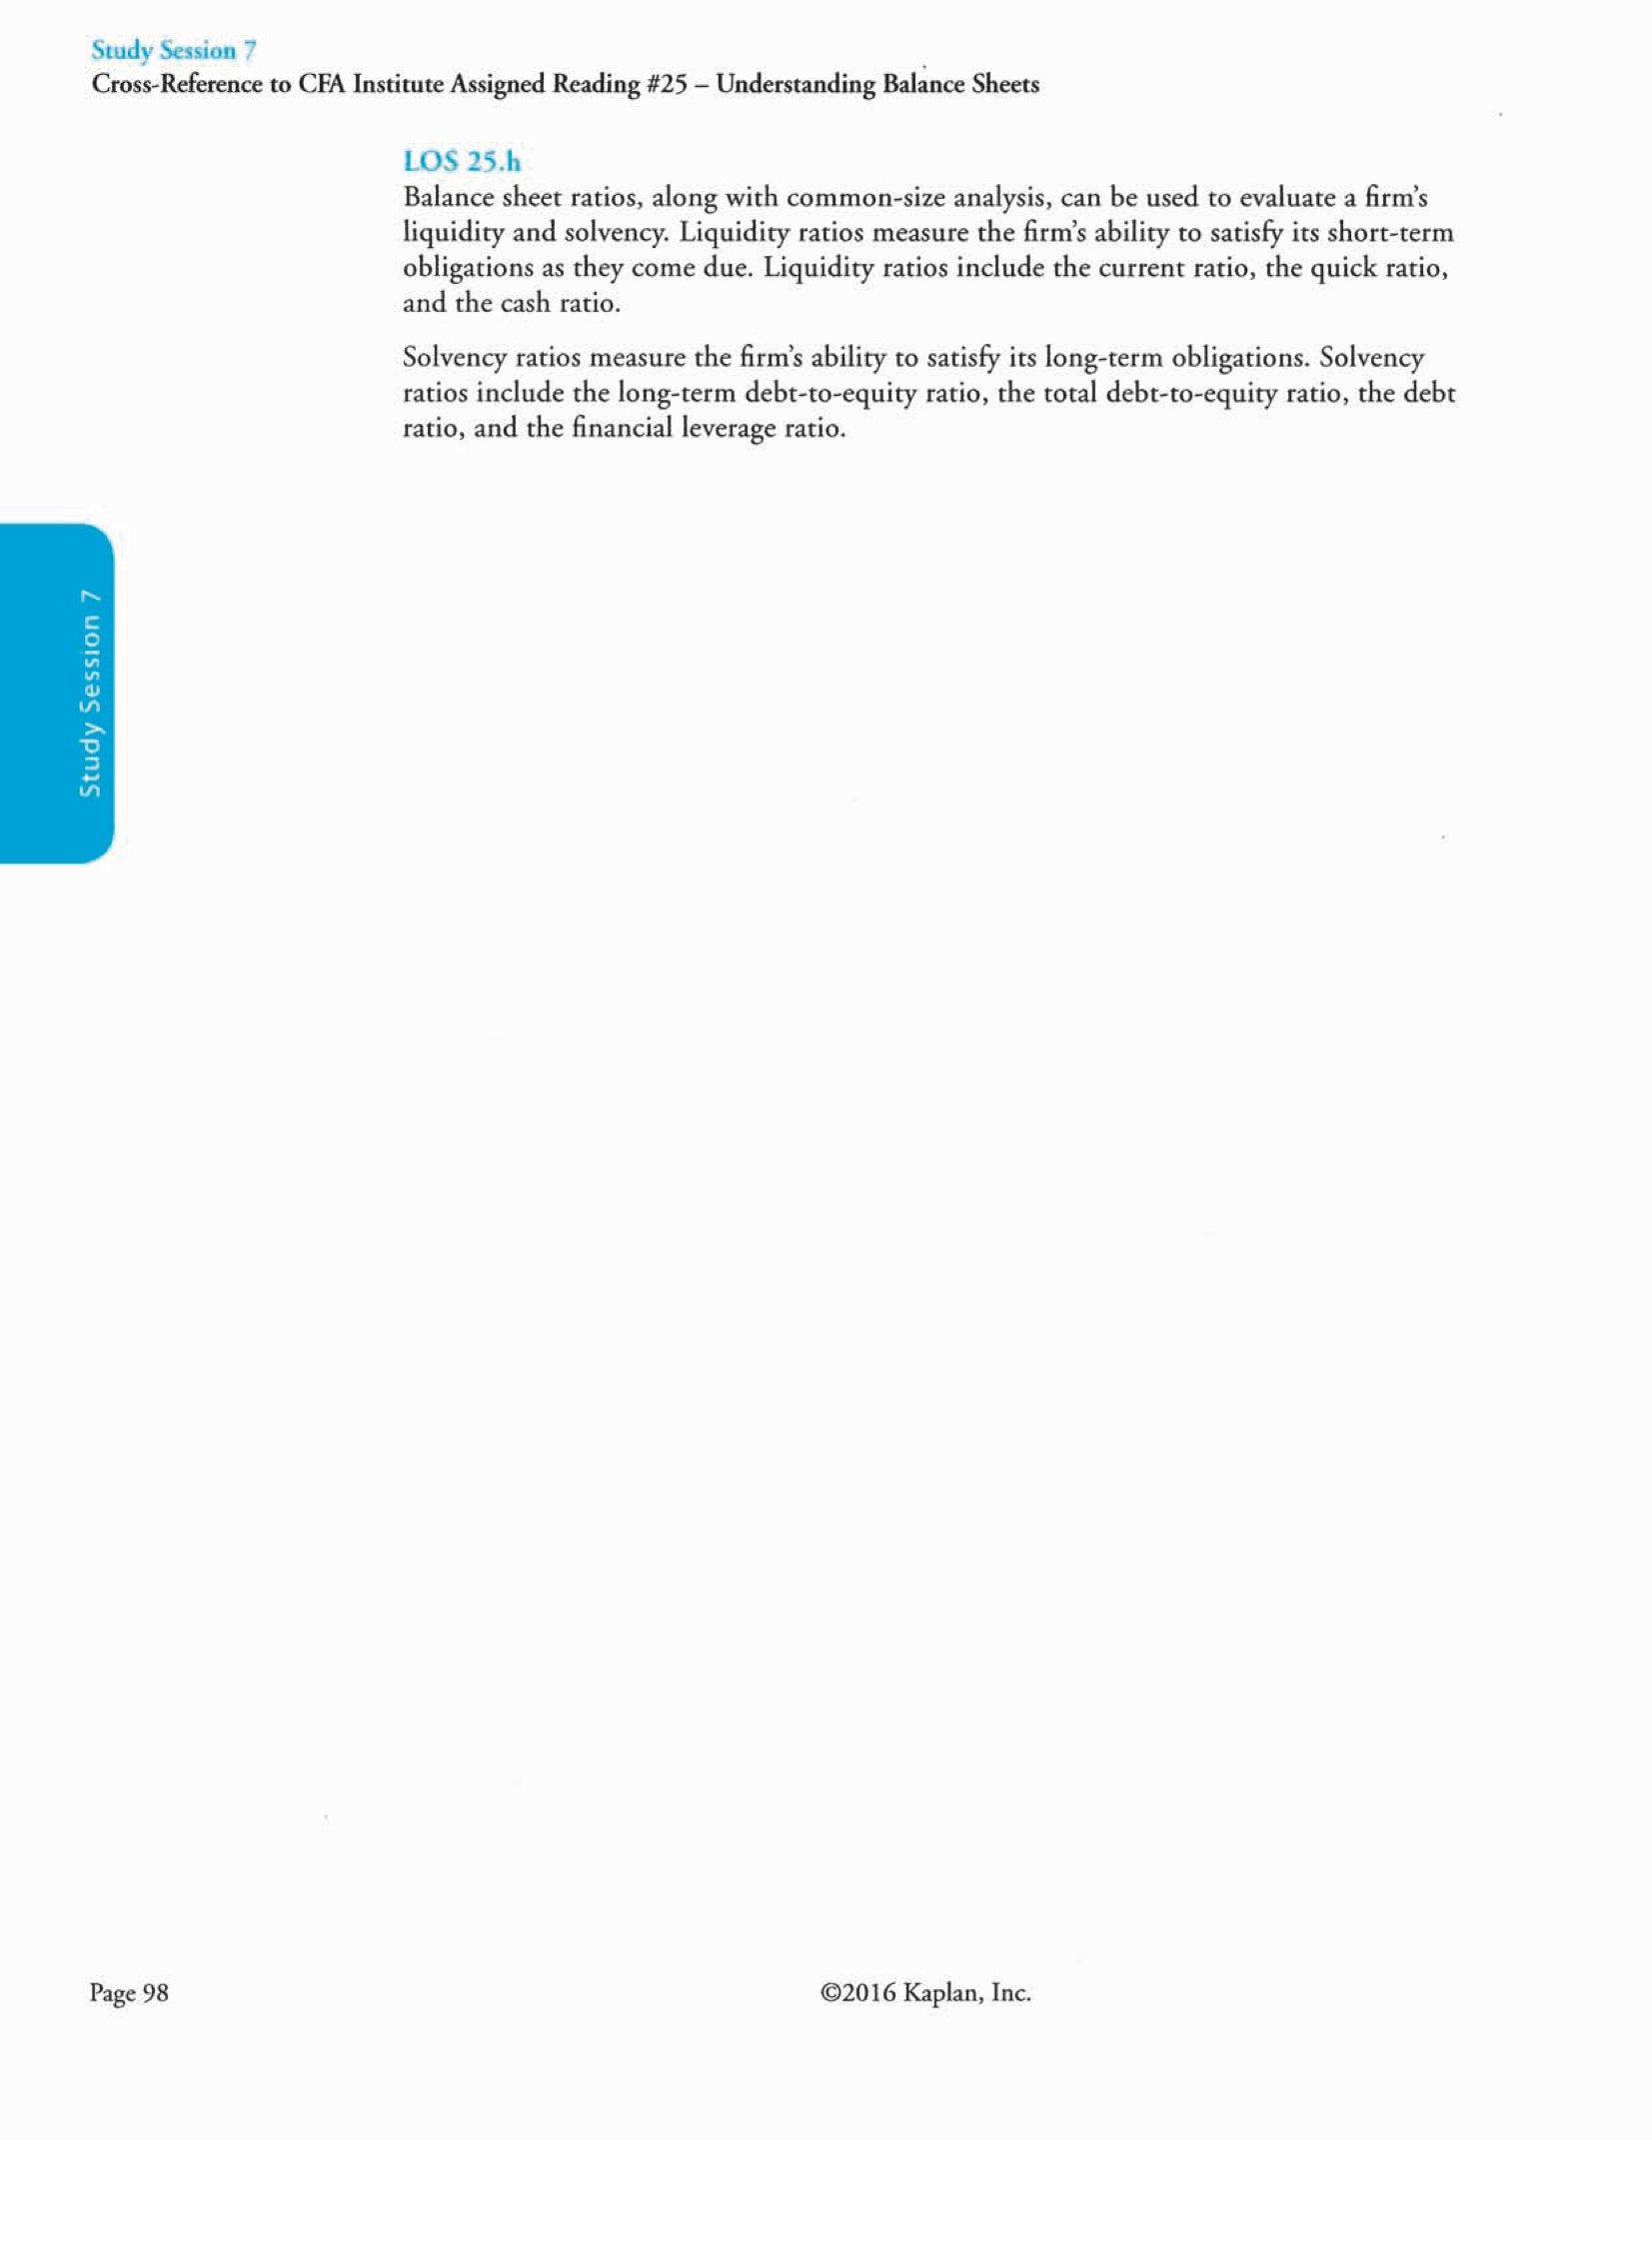 Study Session 7
Cross-Reference to CFA Institute Assigned Reading #25 – Understanding Balance Sheets
LOS 25.h
Balance sheet ratios, along with common-size analysis, can be used to evaluate a firm's
liquidity and solvency. Liquidity ratios measure the firm's ability to satisfy its short-term
obligations as they come due. Liquidity ratios include the current ratio, the quick ratio,
and the cash ratio.
Solvency ratios measure the firm's ability to satisfy its long-term obligations. Solvency
ratios include the long-term debt-to-equity ratio, the total debt-to-equity ratio, the debt
ratio, and the financial leverage ratio.
Study Session 7
Page 98
©2016 Kaplan, Inc.